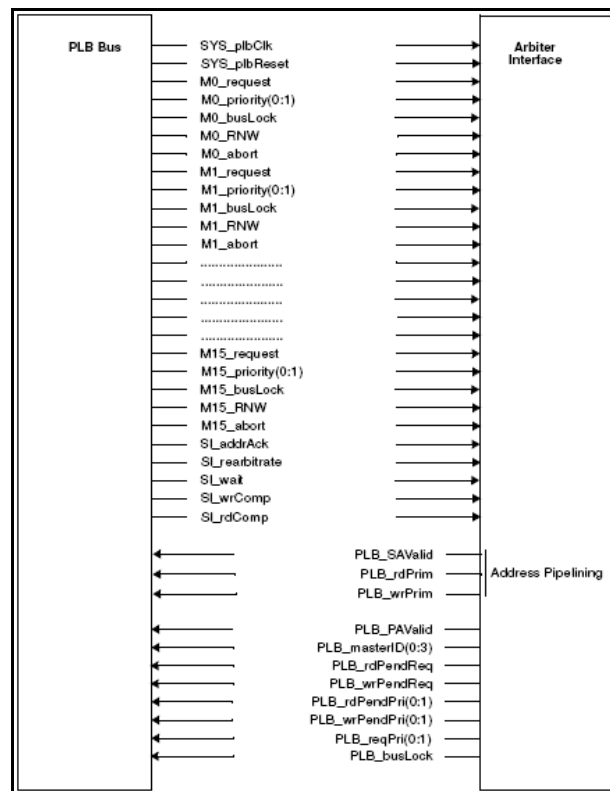 PLB Bus
Arbiter
Interface
SYS_plbClk
SYS_plbReset
M0_request
M0_priority(0:1)
M0_busLock
M0_RNW
M0_abort
M1_request
M1_priority(0:1)
M1_busLock
M1_RNW
M1_abort
.......................
.......................
.......................
.......................
.......................
M15_request
M15_priority(0:1)
M15_busLock
M15_RNW
M15_abort
Sl_addrAck
Sl_rearbitrate
Sl_wait
Sl_wrComp
Sl_rdComp
PLB_SAValid
PLB_rdPrim
Address Pipelining
PLB_wrPrim
PLB_PAValid
PLB_masterID(0:3)
PLB_rdPendReq
PLB_wrPendReq
PLB_rdPendPri(0:1)
PLB_wrPendPri(0:1)
PLB_reqPri(0:1)
PLB_busLock